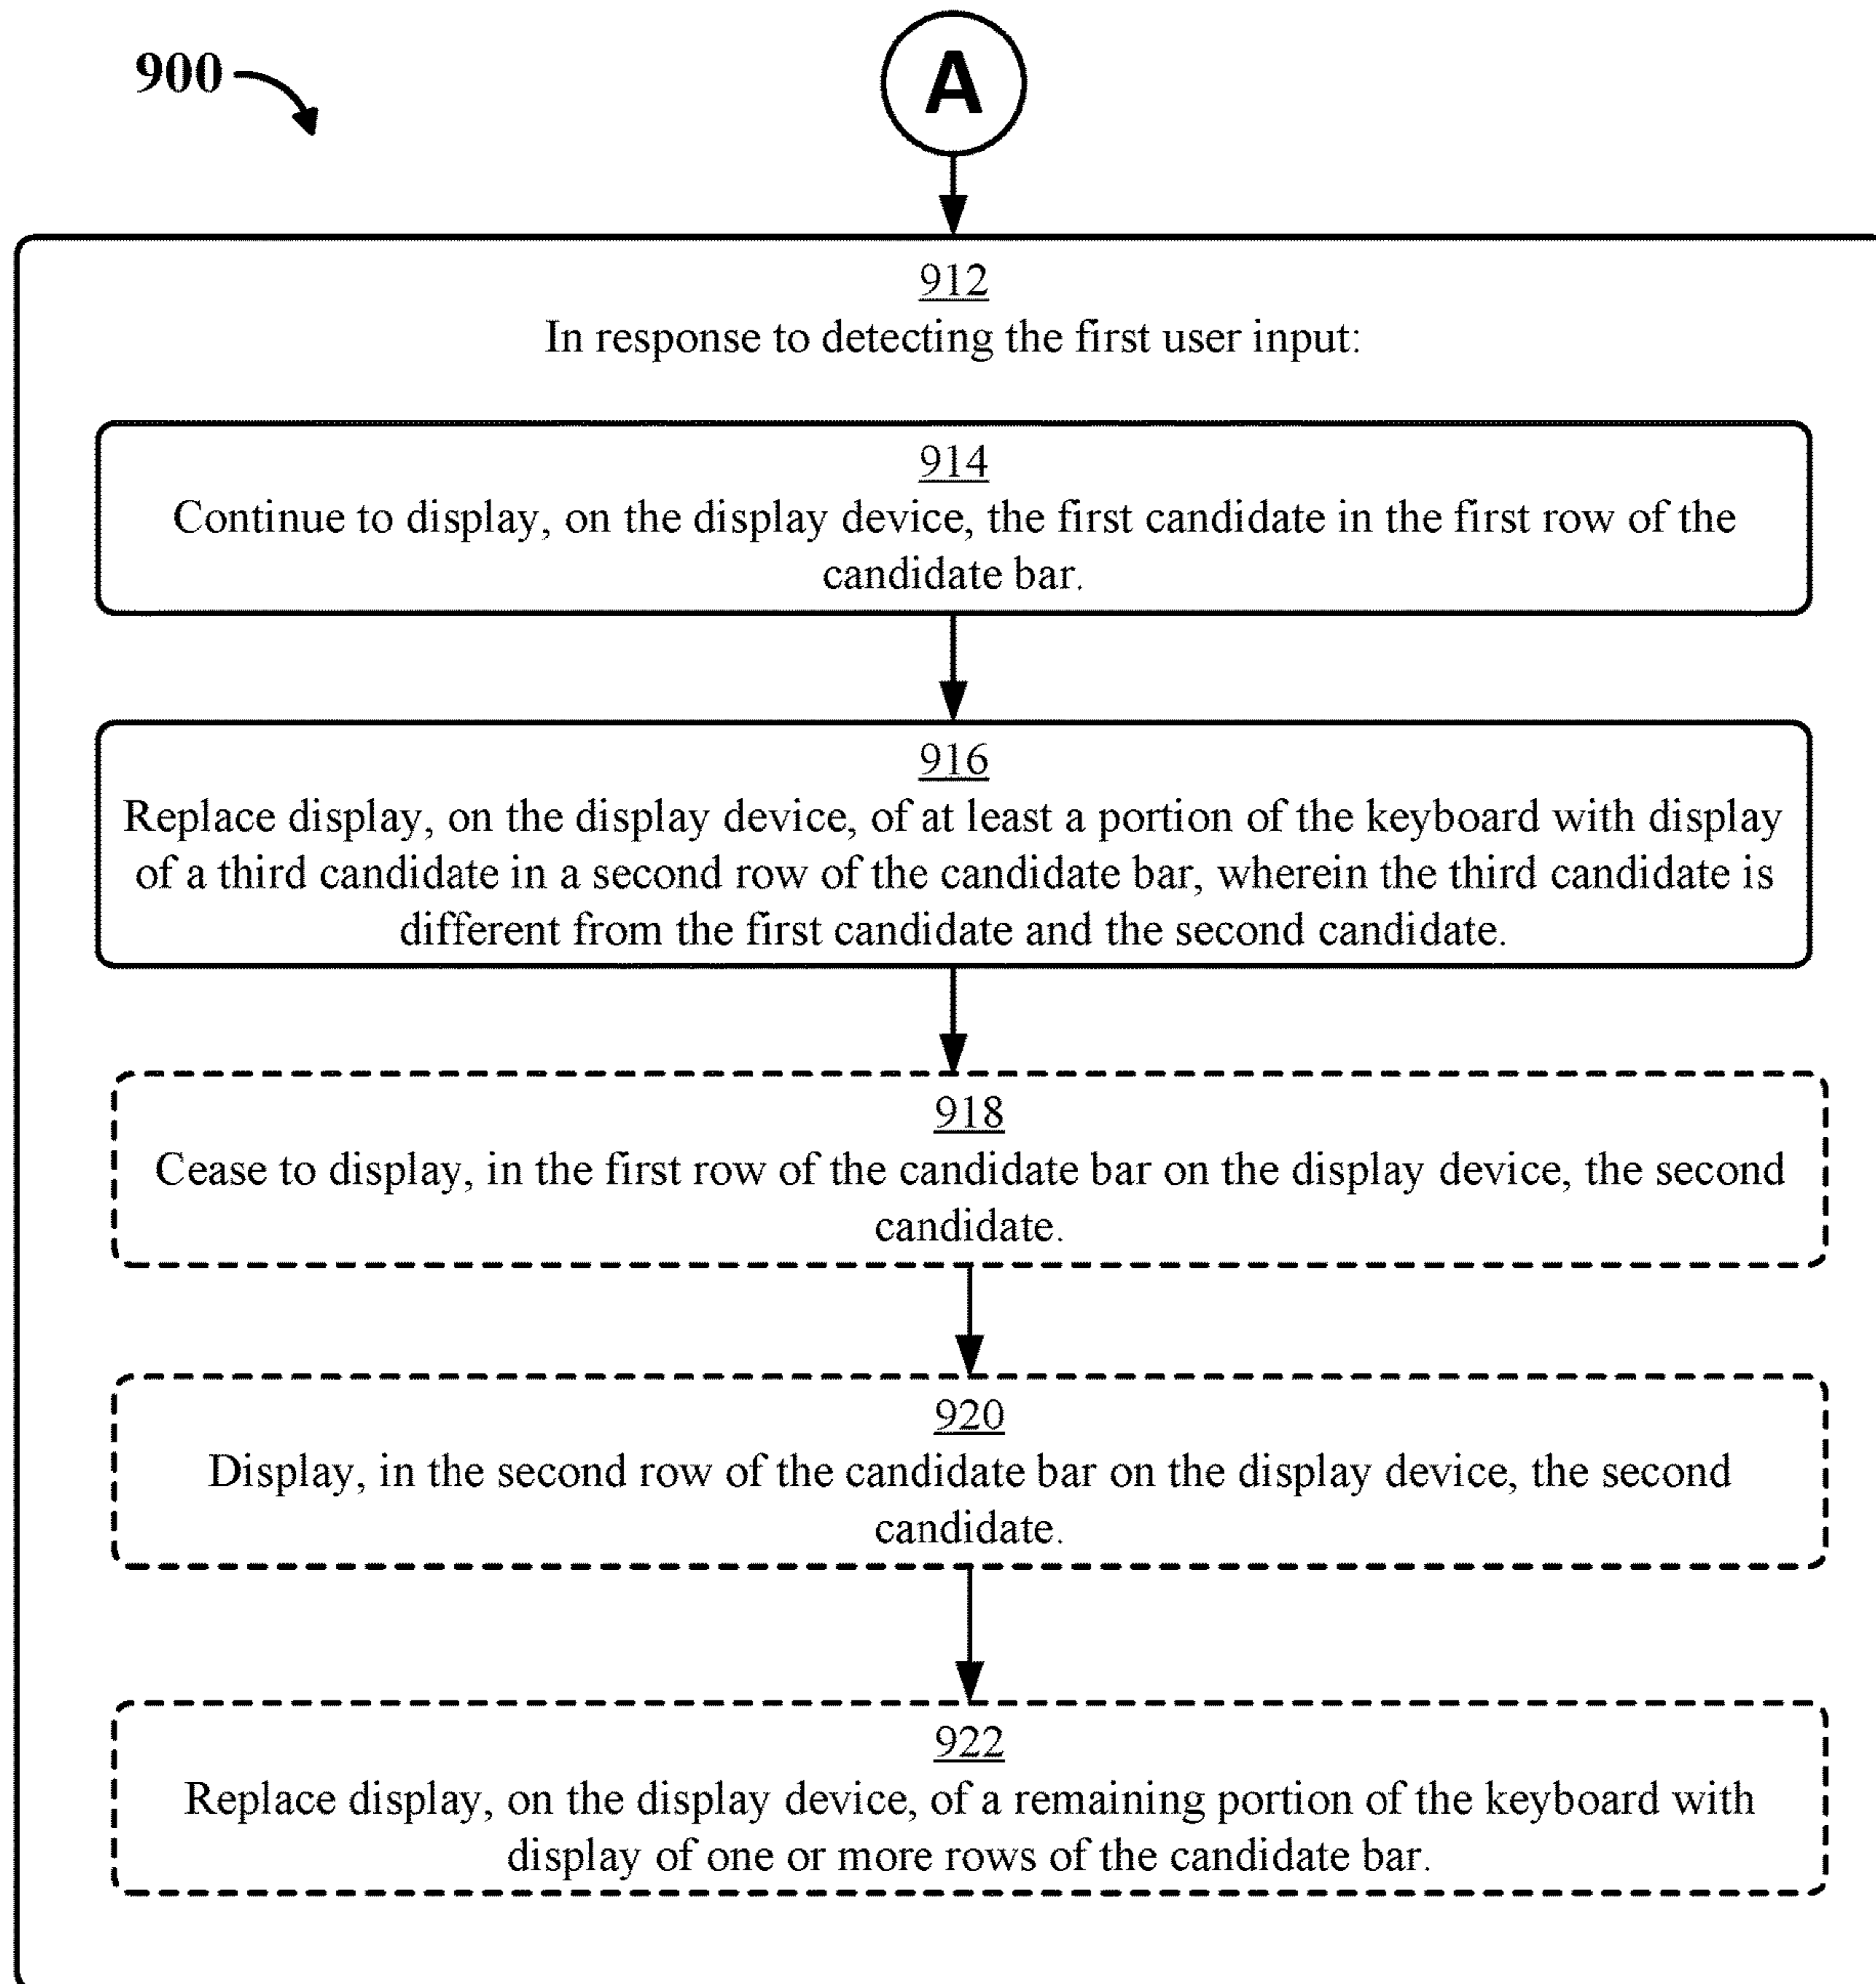 900
A
912
In response to detecting the first user input:
914
Continue to display, on the display device, the first candidate in the first row of the
candidate bar.
916
Replace display, on the display device, of at least a portion of the keyboard with display
of a third candidate in a second row of the candidate bar, wherein the third candidate is
different from the first candidate and the second candidate.
918
Cease to display, in the first row of the candidate bar on the display device, the second
candidate.
920
Display, in the second row of the candidate bar on the display device, the second
candidate.
922
Replace display, on the display device, of a remaining portion of the keyboard with
display of one or more rows of the candidate bar.